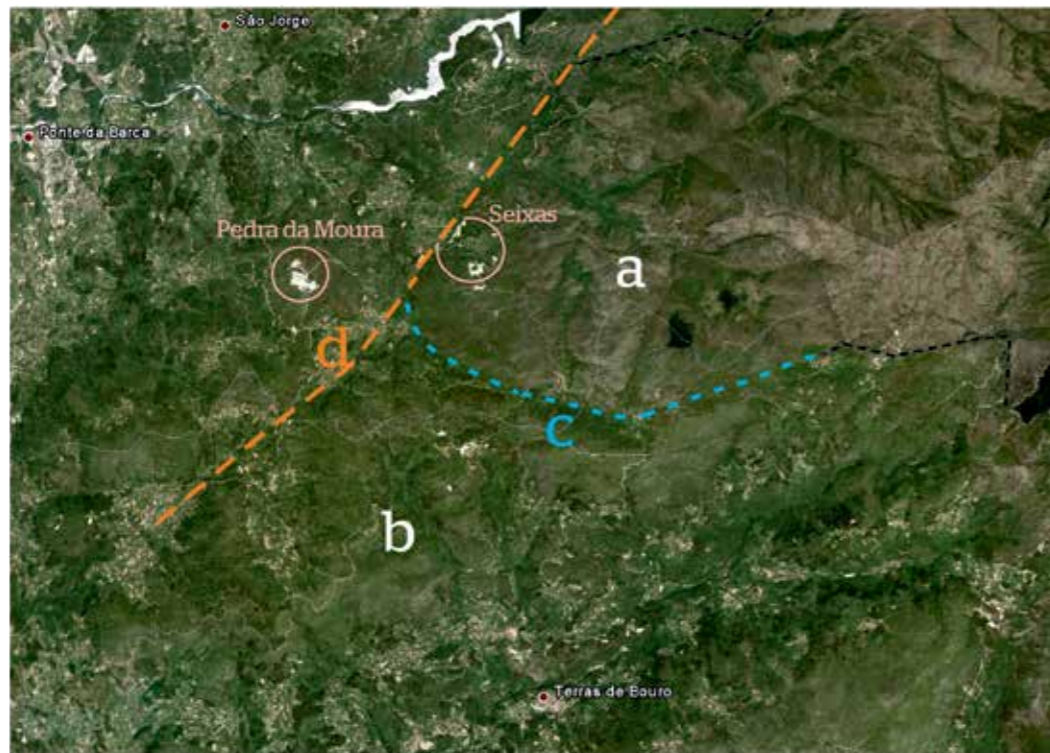 São Jorge
Ponte da Barca
Seixas
Pedra da Moura
a
d
c
b
Terras de Bouro